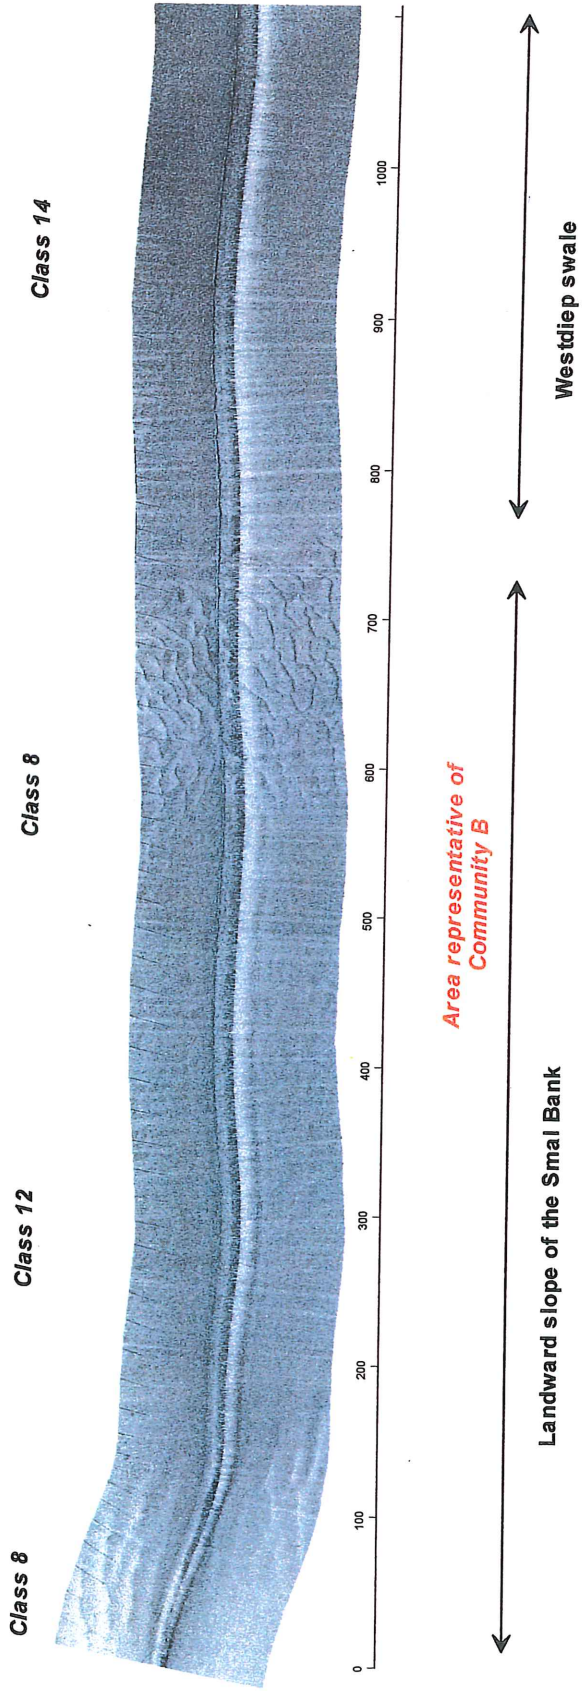 Class 8
Class 12
Class 8
Class 14
0
100
200
300
400
500
600
700
800
900
1000
Area representative of
Community B
Landward slope of the Smal Bank
Westdiep swale